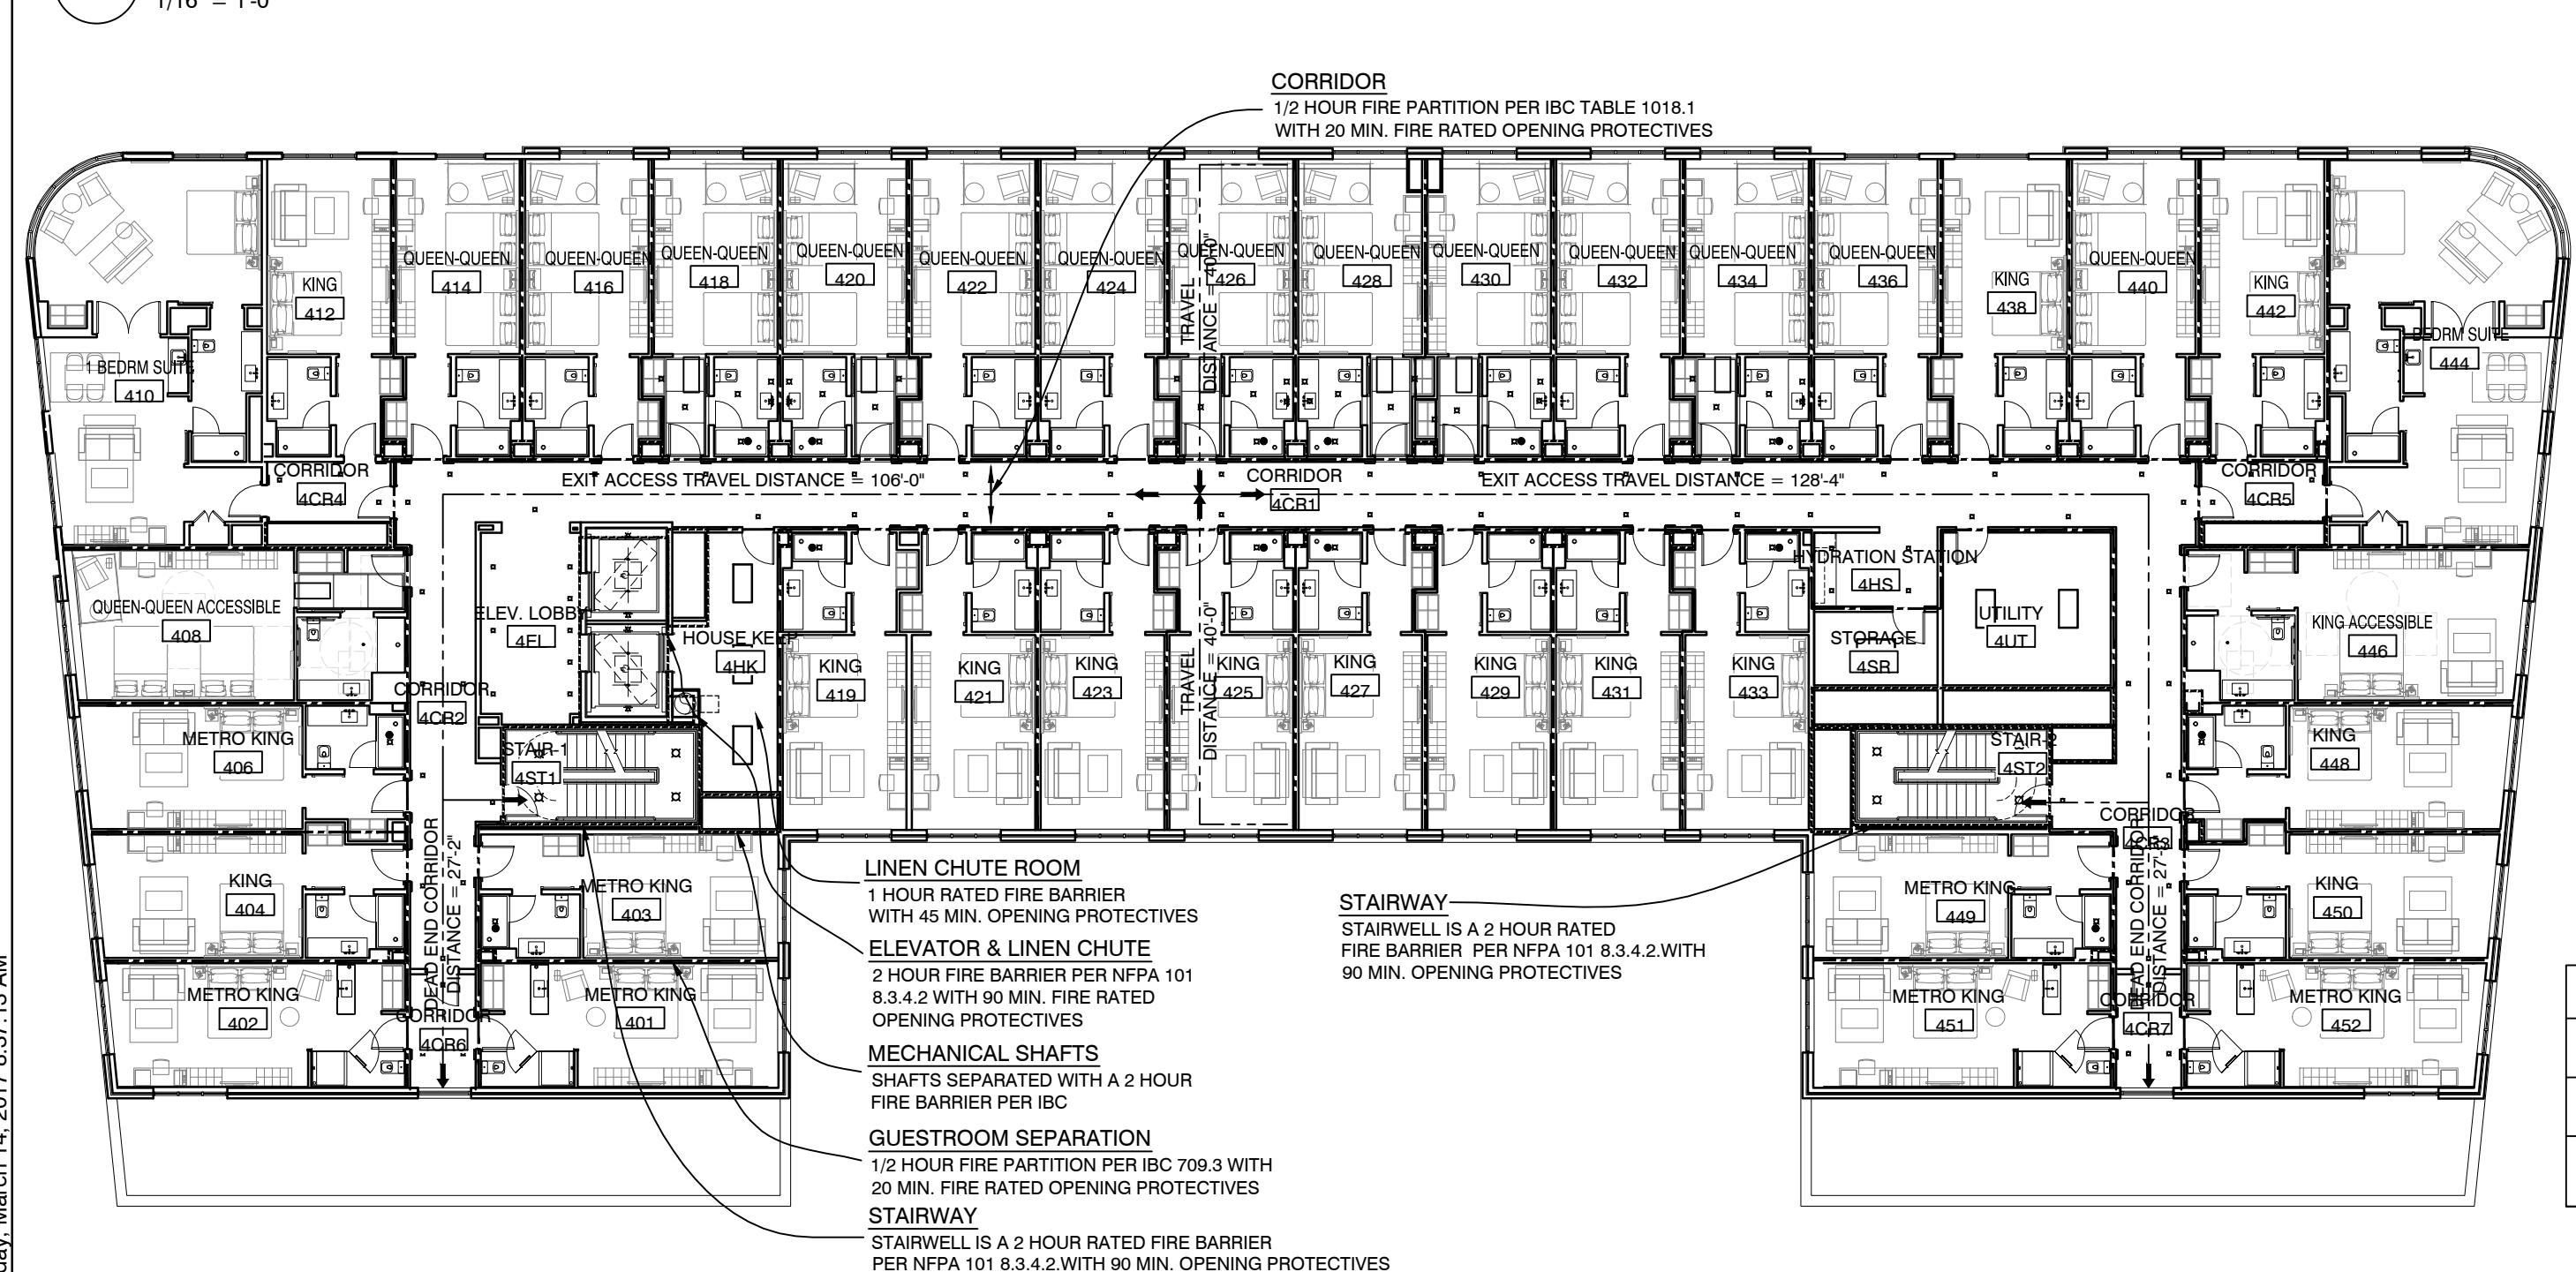 1/16" = 1'-0"
CORRIDOR
1/2 HOUR FIRE PARTITION PER IBC TABLE 1018.1
WITH 20 MIN. FIRE RATED OPENING PROTECTIVES
KING
412
QUEEN-QUEEN
414
QUEEN-QUEEN
416
QUEEN-QUEEN
418
QUEEN-QUEEN
420
QUEEN-QUEEN
422
QUEEN-QUEEN
424
QUEEN-QUEEN
426
QUEEN-QUEEN
428
QUEEN-QUEEN
430
QUEEN-QUEEN
432
QUEEN-QUEEN
434
QUEEN-QUEEN
436
KING
438
QUEEN-QUEEN
440
KING
442
1 BEDRM SUITE
410
BEDRM SUITE
444
TRAVEL
DISTANCE = 40'-0"
CORRIDOR
4CR4
EXIT ACCESS TRAVEL DISTANCE = 106'-0"
CORRIDOR
4CR1
EXIT ACCESS TRAVEL DISTANCE = 128'-4"
CORRIDOR
4CR5
QUEEN-QUEEN ACCESSIBLE
408
ELEV. LOBBY
4EL
HOUSE KEEP
4HK
KING
419
KING
421
KING
423
KING
425
KING
427
KING
429
KING
431
KING
433
TRAVEL
DISTANCE = 40'-0"
HYDRATION STATION
4HS
STORAGE
4SR
UTILITY
4UT
KING ACCESSIBLE
446
CORRIDOR
4CR2
METRO KING
406
STAIR-1
4ST1
STAIR-2
4ST2
KING
448
CORRIDOR
4CR3
KING
404
DEAD END CORRIDOR
DISTANCE = 27'-2"
METRO KING
403
METRO KING
449
DEAD END CORRIDOR
DISTANCE = 27'-
KING
450
METRO KING
402
CORRIDOR
4CR6
METRO KING
401
METRO KING
451
CORRIDOR
4CR7
METRO KING
452
LINEN CHUTE ROOM
1 HOUR RATED FIRE BARRIER
WITH 45 MIN. OPENING PROTECTIVES
ELEVATOR & LINEN CHUTE
2 HOUR FIRE BARRIER PER NFPA 101
8.3.4.2 WITH 90 MIN. FIRE RATED
OPENING PROTECTIVES
MECHANICAL SHAFTS
SHAFTS SEPARATED WITH A 2 HOUR
FIRE BARRIER PER IBC
GUESTROOM SEPARATION
1/2 HOUR FIRE PARTITION PER IBC 709.3 WITH
20 MIN. FIRE RATED OPENING PROTECTIVES
STAIRWAY
STAIRWELL IS A 2 HOUR RATED FIRE BARRIER
PER NFPA 101 8.3.4.2.WITH 90 MIN. OPENING PROTECTIVES
STAIRWAY
STAIRWELL IS A 2 HOUR RATED
FIRE BARRIER PER NFPA 101 8.3.4.2.WITH
90 MIN. OPENING PROTECTIVES